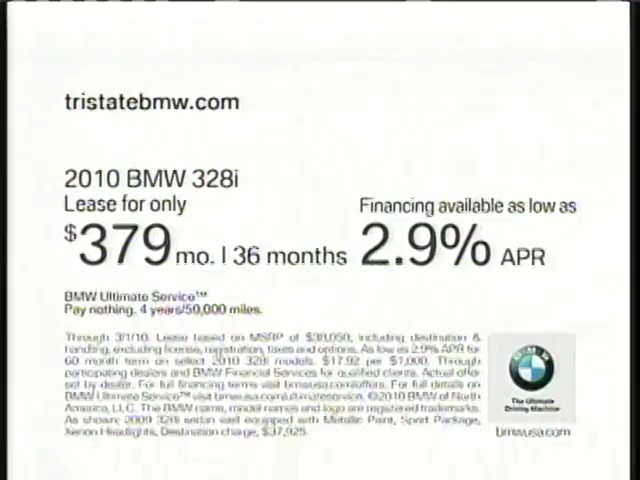 tristatebmw.com
2010 BMW 328i
Lease for only
$379 mo. | 36 months
Financing available as low as
2.9% APR
BMW Ultimate Service™
Pay nothing. 4 years/50,000 miles.
Through 3/1/10. Lease based on MSRP of $38,050, including destination &
handling, excluding license, registration, taxes and options. As low as 2.9% APR for
60 month term on select 2010 328i models. $17.92 per $1,000. Through
participating dealers and BMW Financial Services for qualified clients. Actual offer
set by dealer. For full financing terms visit bmwusa.com/offers. For full details on
BMW Ultimate Service™ visit bmwusa.com/ultimateservice. ©2010 BMW of North
America, LLC. The BMW name, model names and logo are registered trademarks.
As shown: 2009 328i sedan well equipped with Metallic Paint, Sport Package,
Xenon Headlights, Destination charge, $37,925.
BMW
The Ultimate
Driving Machine
bmwusa.com